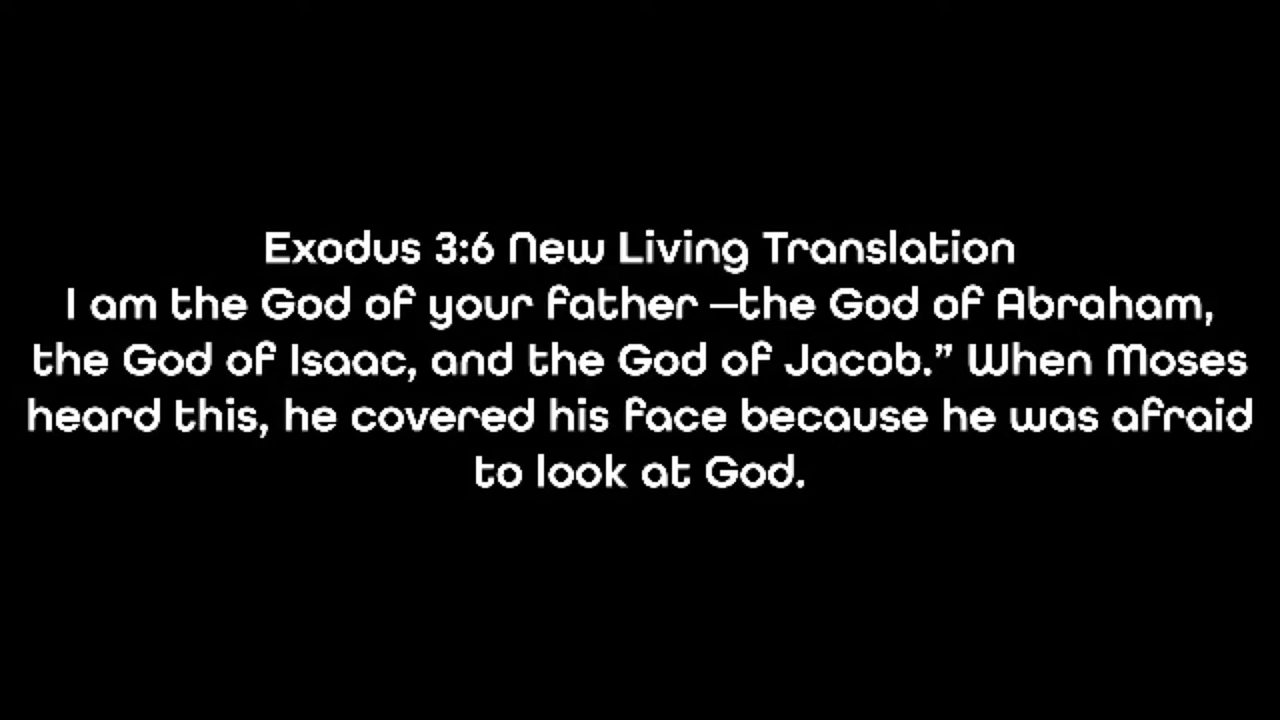 Exodus 3:6 New Living Translation
I am the God of your father —the God of Abraham,
the God of Isaac, and the God of Jacob.” When Moses
heard this, he covered his face because he was afraid
to look at God.